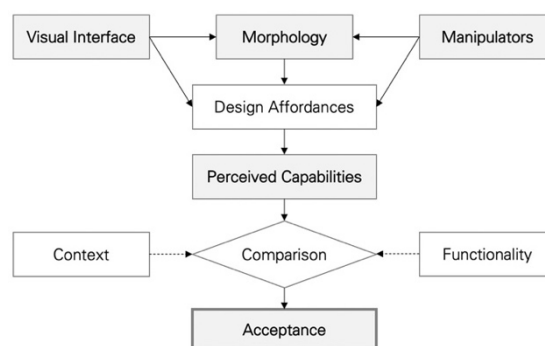 Visual Interface
Morphology
Manipulators
Design Affordances
Perceived Capabilities
Context
Comparison
Functionality
Acceptance